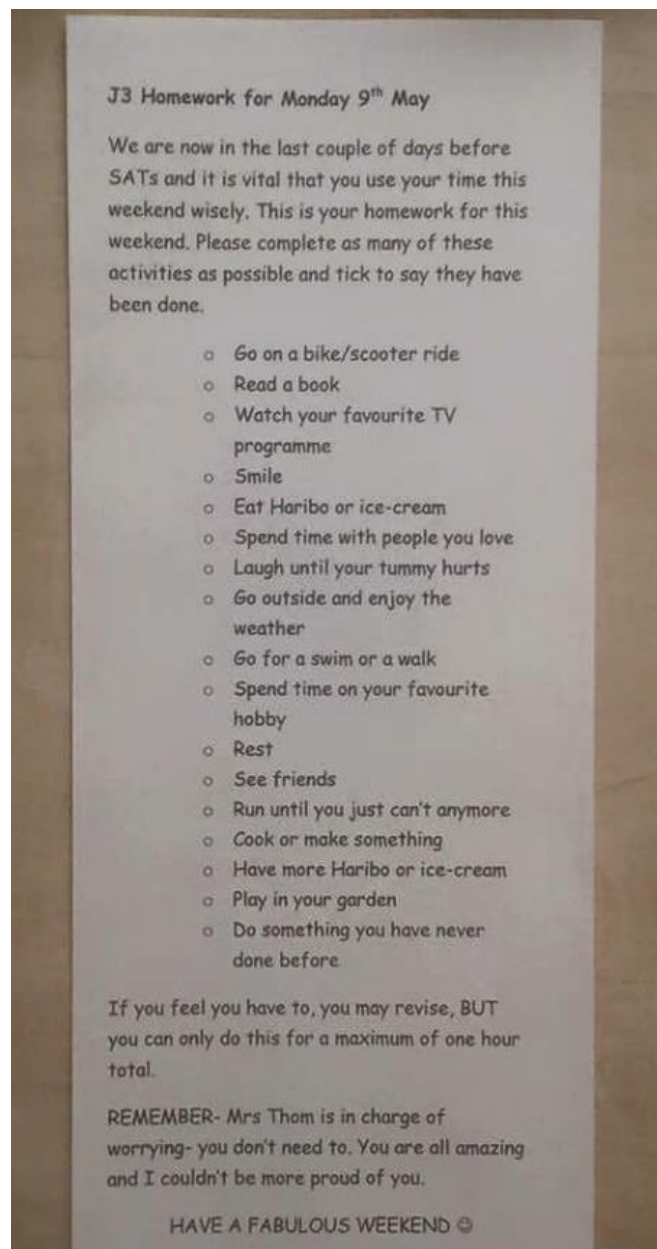 J3 Homework for Monday 9th May
We are now in the last couple of days before
SATs and it is vital that you use your time this
weekend wisely. This is your homework for this
weekend. Please complete as many of these
activities as possible and tick to say they have
been done.
o Go on a bike/scooter ride
o Read a book
o Watch your favourite TV
programme
o Smile
o Eat Haribo or ice-cream
o Spend time with people you love
o Laugh until your tummy hurts
o Go outside and enjoy the
weather
o Go for a swim or a walk
o Spend time on your favourite
hobby
o Rest
o See friends
o Run until you just can't anymore
o Cook or make something
o Have more Haribo or ice-cream
o Play in your garden
o Do something you have never
done before
If you feel you have to, you may revise, BUT
you can only do this for a maximum of one hour
total.
REMEMBER- Mrs Thom is in charge of
worrying- you don't need to. You are all amazing
and I couldn't be more proud of you.
HAVE A FABULOUS WEEKEND ☺